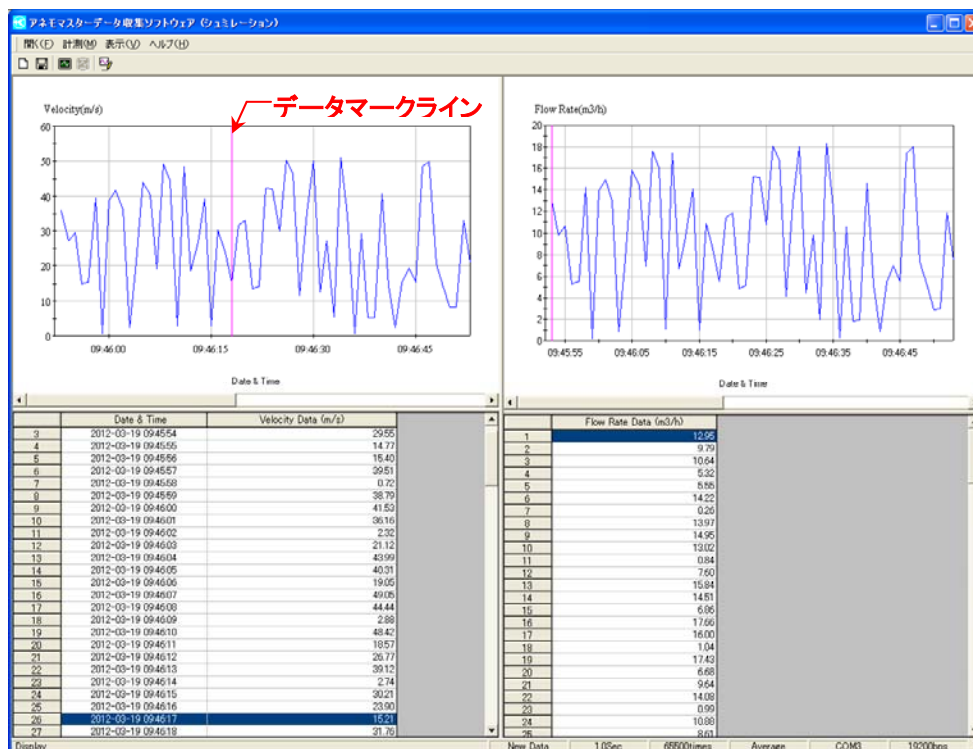 アネモマスターデータ収集ソフトウェア (シュミレーション)
開く(F) 計測(M) 表示(V) ヘルプ(H)
Velocity(m/s)
データマークライン
60
50
40
30
20
10
0
09:46:00 09:46:15 09:46:30 09:46:45
Date & Time
Flow Rate(m3/h)
20
18
16
14
12
10
8
6
4
2
0
09:45:55 09:46:05 09:46:15 09:46:25 09:46:35 09:46:45
Date & Time
Date & Time Velocity Data (m/s)
3 2012-03-19 09:45:54 29.55
4 2012-03-19 09:45:55 14.77
5 2012-03-19 09:45:56 15.40
6 2012-03-19 09:45:57 39.51
7 2012-03-19 09:45:58 0.72
8 2012-03-19 09:45:59 38.79
9 2012-03-19 09:46:00 41.53
10 2012-03-19 09:46:01 36.16
11 2012-03-19 09:46:02 2.32
12 2012-03-19 09:46:03 21.12
13 2012-03-19 09:46:04 43.99
14 2012-03-19 09:46:05 40.31
15 2012-03-19 09:46:06 19.05
16 2012-03-19 09:46:07 49.05
17 2012-03-19 09:46:08 44.44
18 2012-03-19 09:46:09 2.88
19 2012-03-19 09:46:10 48.42
20 2012-03-19 09:46:11 18.57
21 2012-03-19 09:46:12 26.77
22 2012-03-19 09:46:13 39.12
23 2012-03-19 09:46:14 2.74
24 2012-03-19 09:46:15 30.21
25 2012-03-19 09:46:16 23.90
26 2012-03-19 09:46:17 15.21
27 2012-03-19 09:46:18 31.76
Flow Rate Data (m3/h)
1 12.95
2 9.79
3 10.64
4 5.32
5 5.55
6 14.22
7 0.26
8 13.97
9 14.95
10 13.02
11 0.84
12 7.60
13 15.84
14 14.51
15 6.86
16 17.66
17 16.00
18 1.04
19 17.43
20 6.68
21 9.64
22 14.08
23 0.99
24 10.88
25 8.61
Display New Data 1.0Sec 65500times Average COM3 19200bps